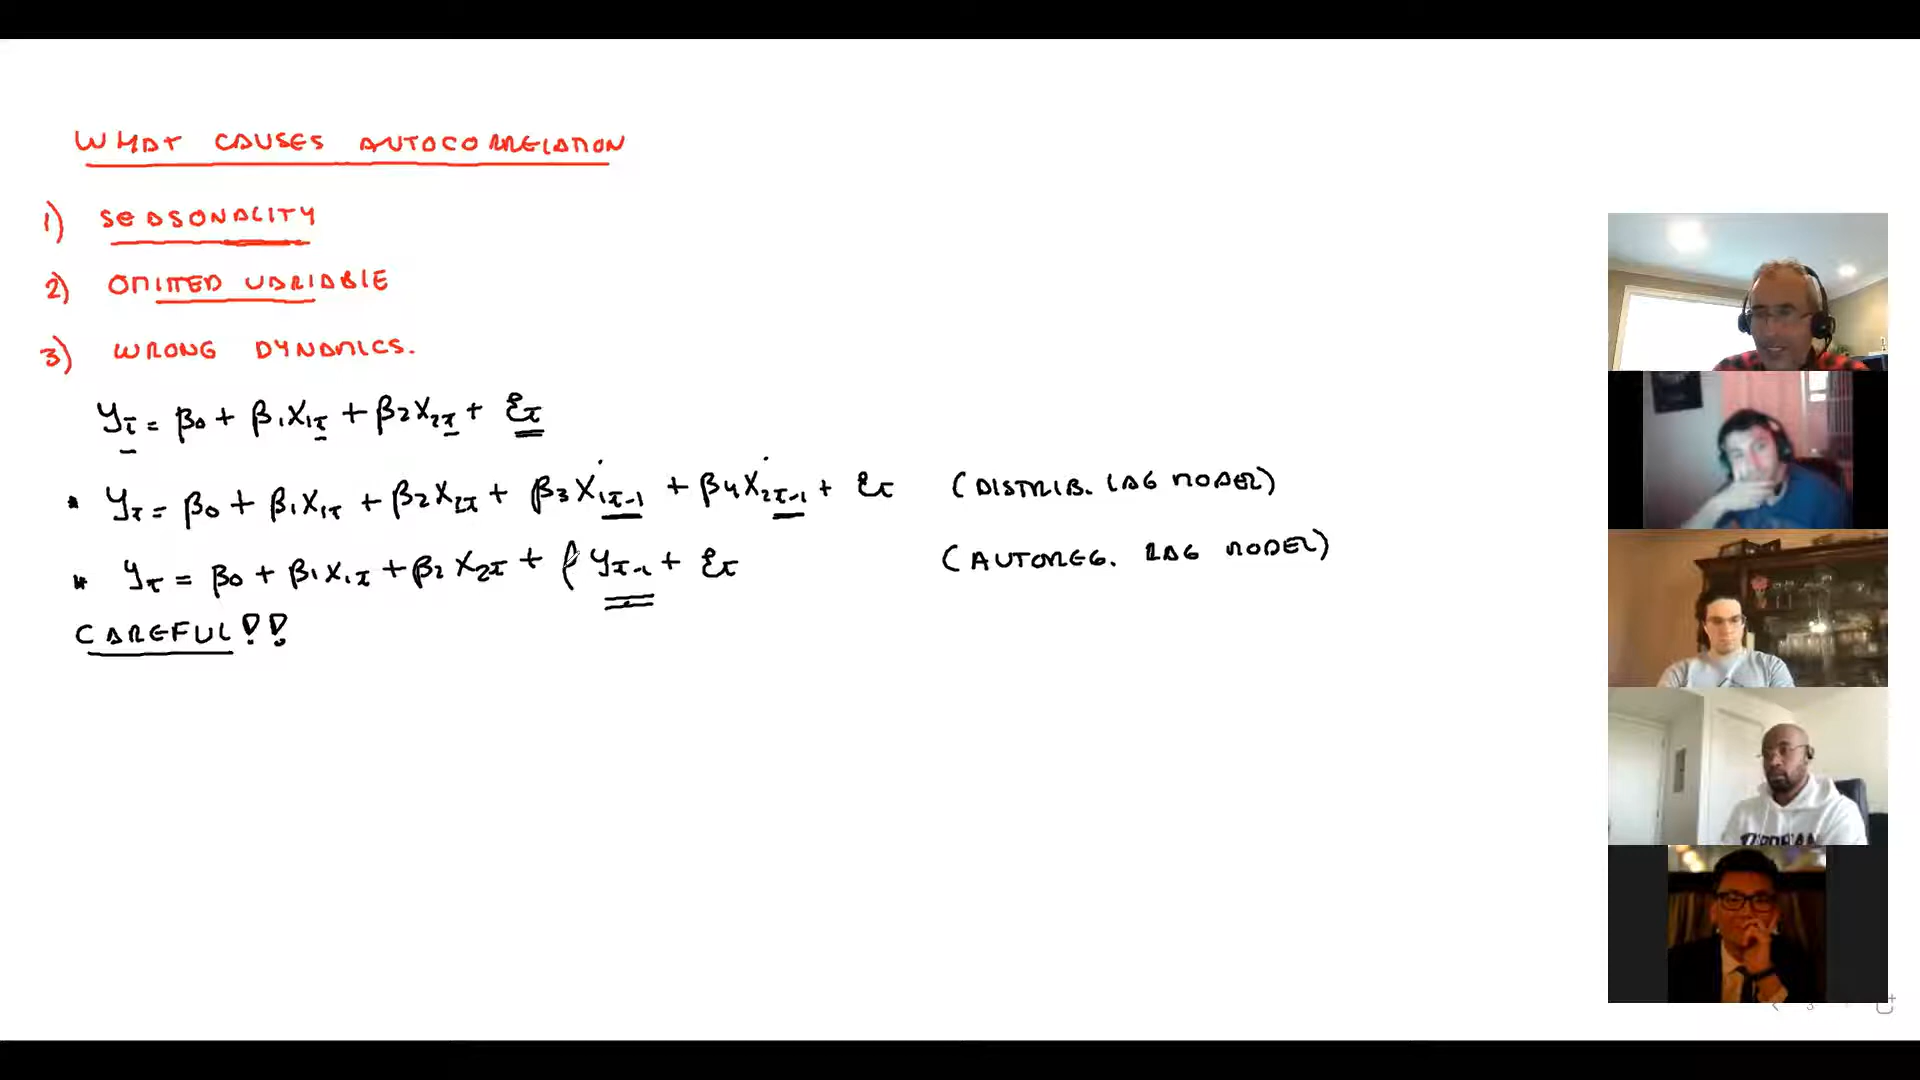 WHAT CAUSES AUTOCORRELATION
1) SEASONALITY
2) OMITTED VARIABLE
3) WRONG DYNAMICS.
Yt = β0 + β1X1t + β2X2t + εt
* Yt = β0 + β1X1t + β2X2t + β3X1t-1 + β4X2t-1 + εt (DISTRIB. LAG MODEL)
* Yt = β0 + β1X1t + β2X2t + ρYt-1 + εt (AUTOREG. LAG MODEL)
CAREFUL!!
3